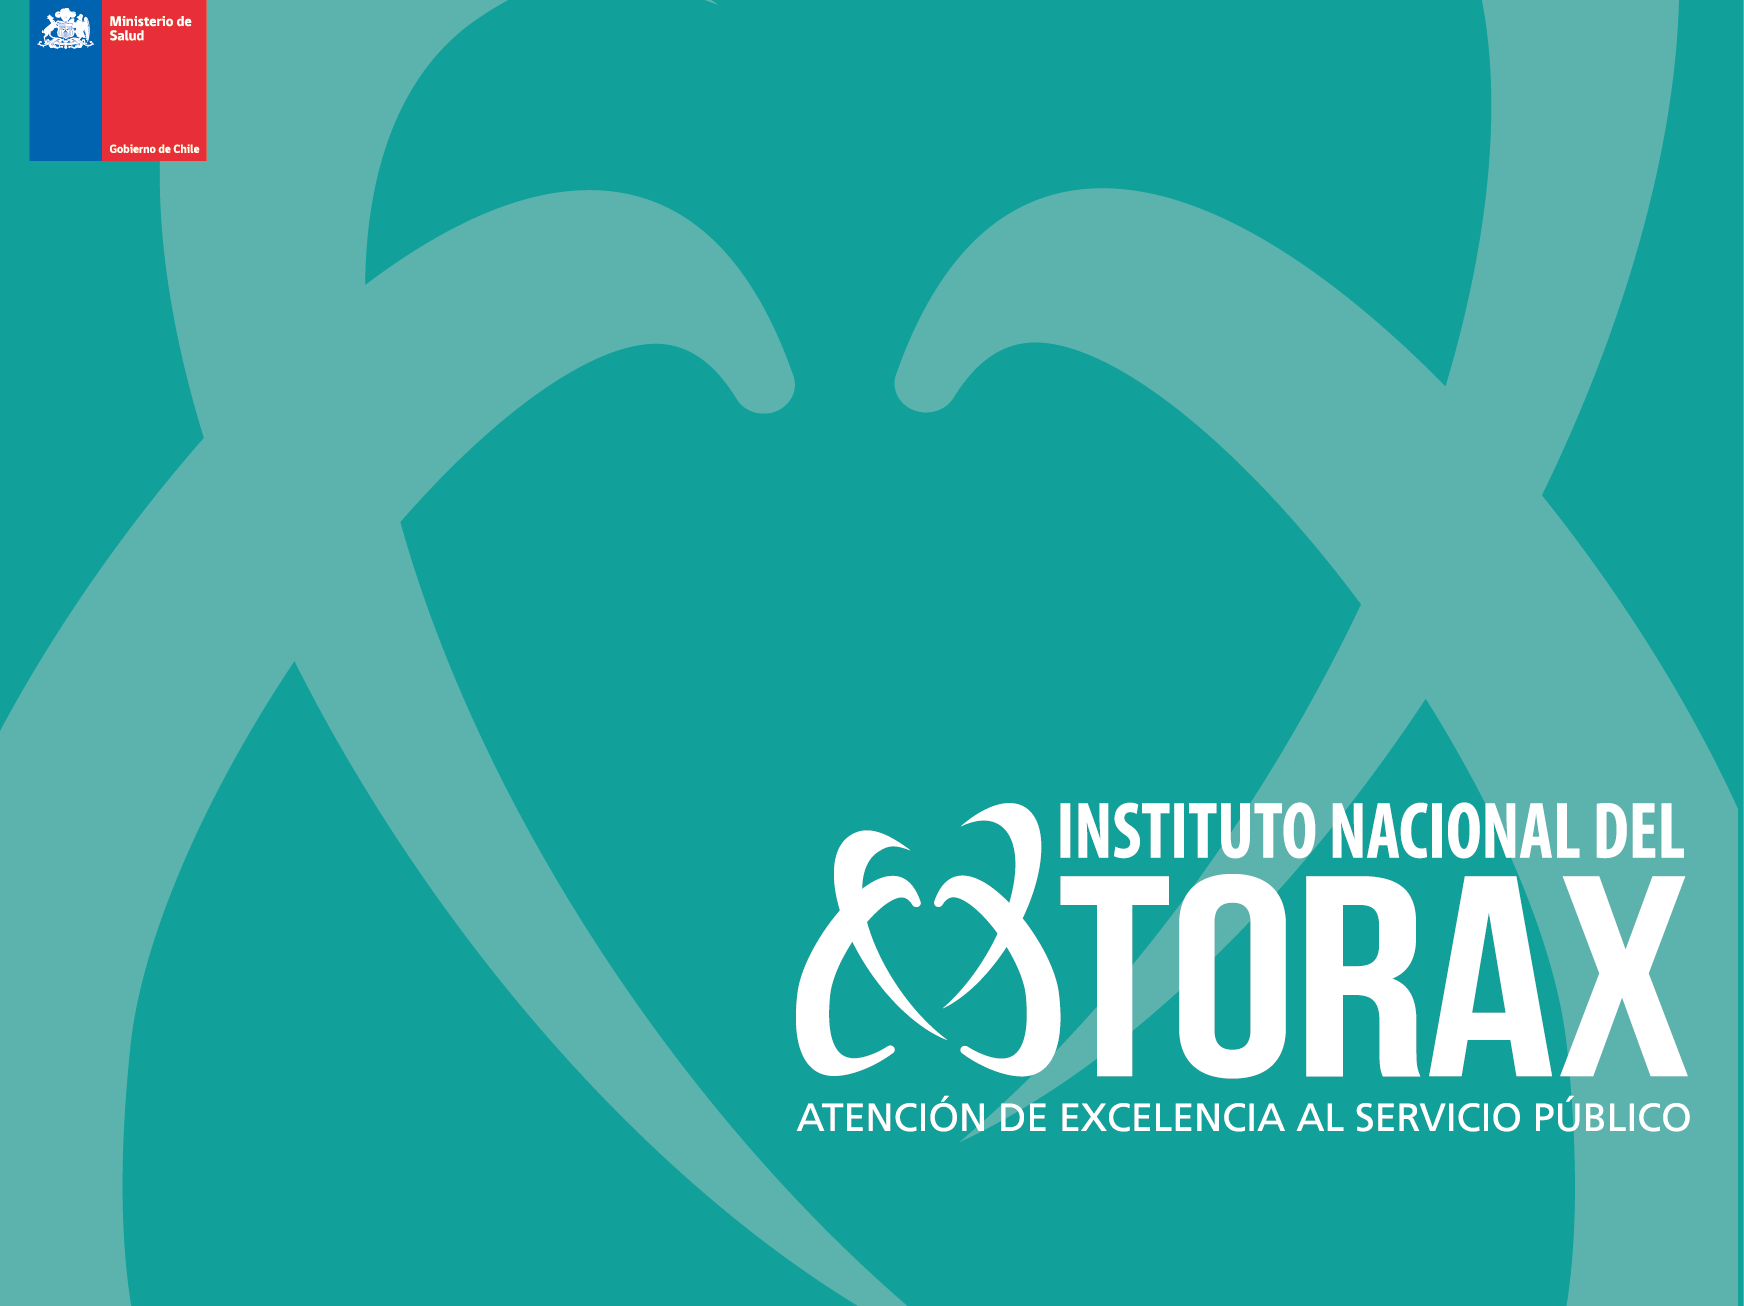 Ministerio de
Salud
Gobierno de Chile
INSTITUTO NACIONAL DEL
TORAX
ATENCIÓN DE EXCELENCIA AL SERVICIO PÚBLICO